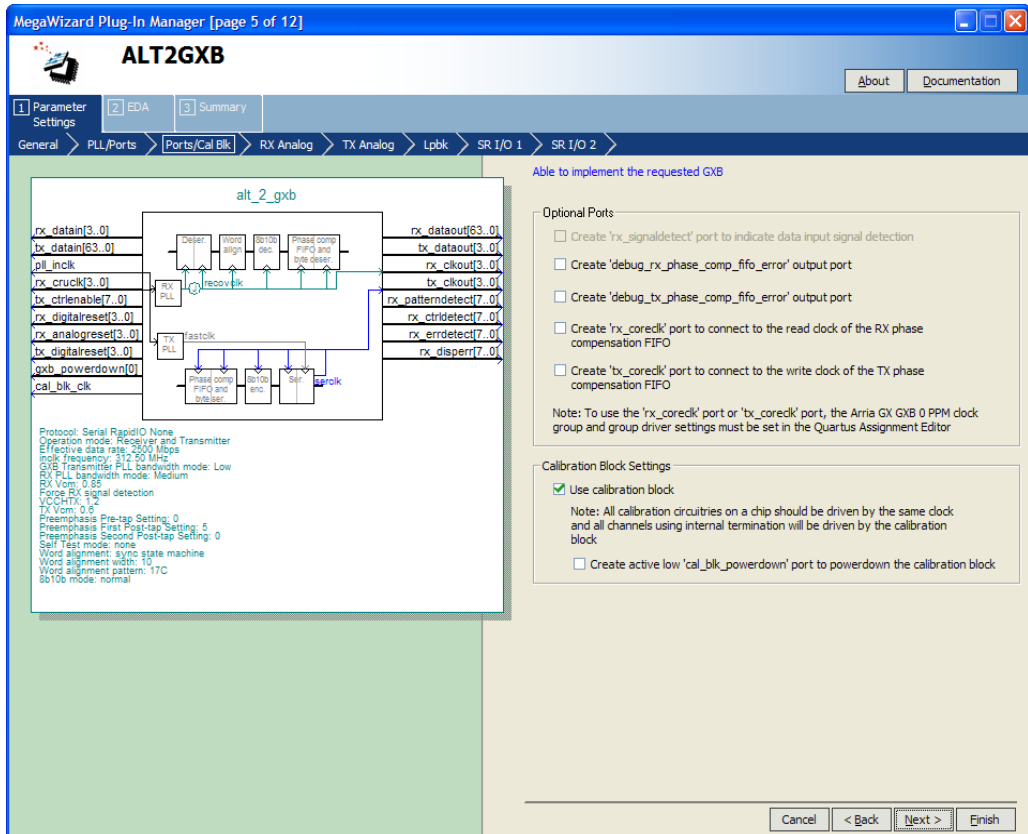 MegaWizard Plug-In Manager [page 5 of 12]
ALT2GXB
About
Documentation
1 Parameter Settings
2 EDA
3 Summary
General
PLL/Ports
Ports/Cal Blk
RX Analog
TX Analog
Lpbk
SR I/O 1
SR I/O 2
alt_2_gxb
rx_datain[3..0]
tx_datain[63..0]
pll_inclk
rx_cruclk[3..0]
tx_ctrlenable[7..0]
rx_digitalreset[3..0]
rx_analogreset[3..0]
tx_digitalreset[3..0]
gxb_powerdown[0]
cal_blk_clk
Deser.
Word
align
8b10b
dec.
Phase comp
FIFO and
byte deser.
RX
PLL
recovclk
TX
PLL
fastclk
Phase comp
FIFO and
byte ser.
8b10b
enc.
Ser.
serclk
rx_dataout[63..0]
tx_dataout[3..0]
rx_clkout[3..0]
tx_clkout[3..0]
rx_patterndetect[7..0]
rx_ctrldetect[7..0]
rx_errdetect[7..0]
rx_disperr[7..0]
Protocol: Serial RapidIO None
Operation mode: Receiver and Transmitter
Effective data rate: 2500 Mbps
inclk frequency: 312.50 MHz
GXB Transmitter PLL bandwidth mode: Low
RX PLL bandwidth mode: Medium
RX Vcm: 0.85
Force RX signal detection
VCCHTX: 1.2
TX Vcm: 0.6
Preemphasis Pre-tap Setting: 0
Preemphasis First Post-tap Setting: 5
Preemphasis Second Post-tap Setting: 0
Self Test mode: none
Word alignment: sync state machine
Word alignment width: 10
Word alignment pattern: 17C
8b10b mode: normal
Able to implement the requested GXB
Optional Ports
Create 'rx_signaldetect' port to indicate data input signal detection
Create 'debug_rx_phase_comp_fifo_error' output port
Create 'debug_tx_phase_comp_fifo_error' output port
Create 'rx_coreclk' port to connect to the read clock of the RX phase
compensation FIFO
Create 'tx_coreclk' port to connect to the write clock of the TX phase
compensation FIFO
Note: To use the 'rx_coreclk' port or 'tx_coreclk' port, the Arria GX GXB 0 PPM clock
group and group driver settings must be set in the Quartus Assignment Editor
Calibration Block Settings
Use calibration block
Note: All calibration circuitries on a chip should be driven by the same clock
and all channels using internal termination will be driven by the calibration
block
Create active low 'cal_blk_powerdown' port to powerdown the calibration block
Cancel
< Back
Next >
Finish